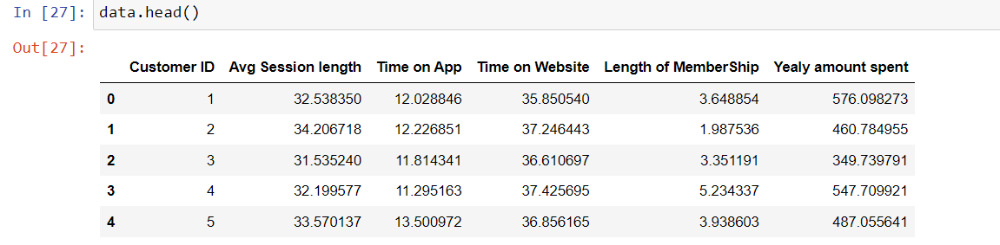 In [27]: data.head()
Out[27]:
Customer ID Avg Session length Time on App Time on Website Length of MemberShip Yealy amount spent
0 1 32.538350 12.028846 35.850540 3.648854 576.098273
1 2 34.206718 12.226851 37.246443 1.987536 460.784955
2 3 31.535240 11.814341 36.610697 3.351191 349.739791
3 4 32.199577 11.295163 37.425695 5.234337 547.709921
4 5 33.570137 13.500972 36.856165 3.938603 487.055641